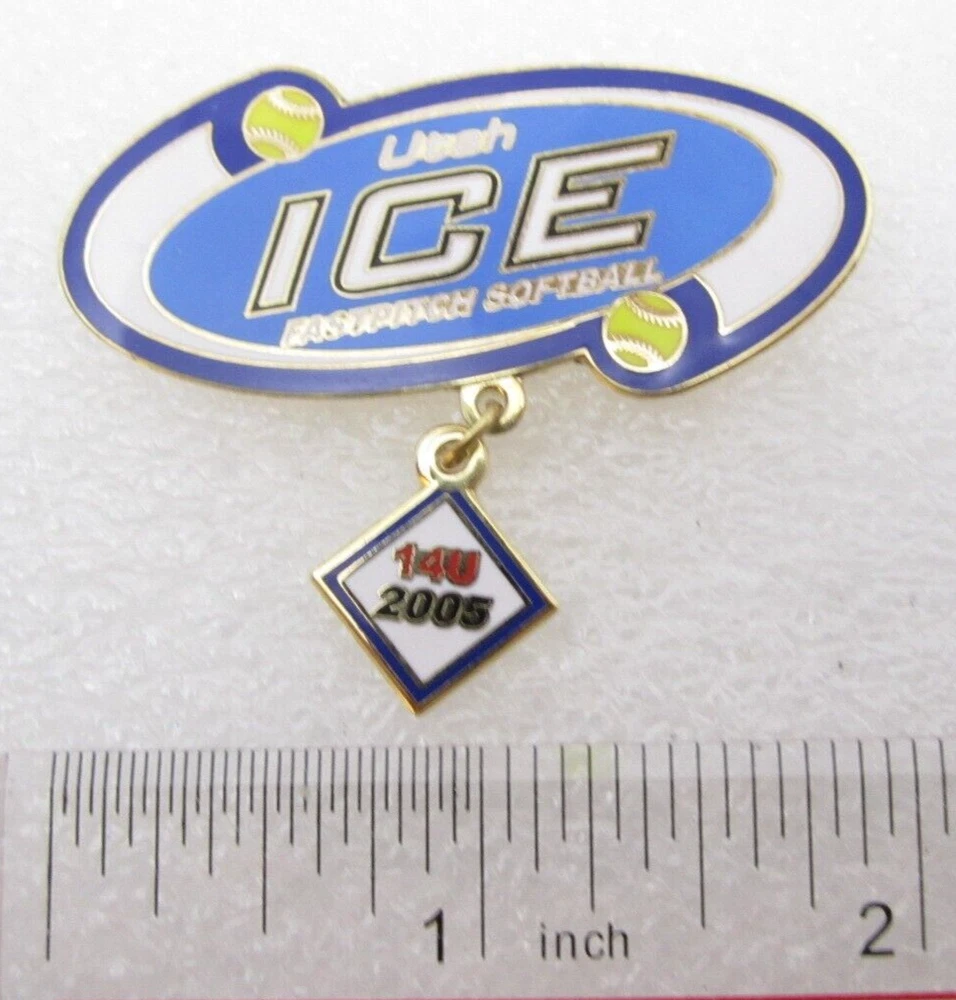 Utah
ICE
FASTPITCH SOFTBALL
14U
2005
1 inch 2